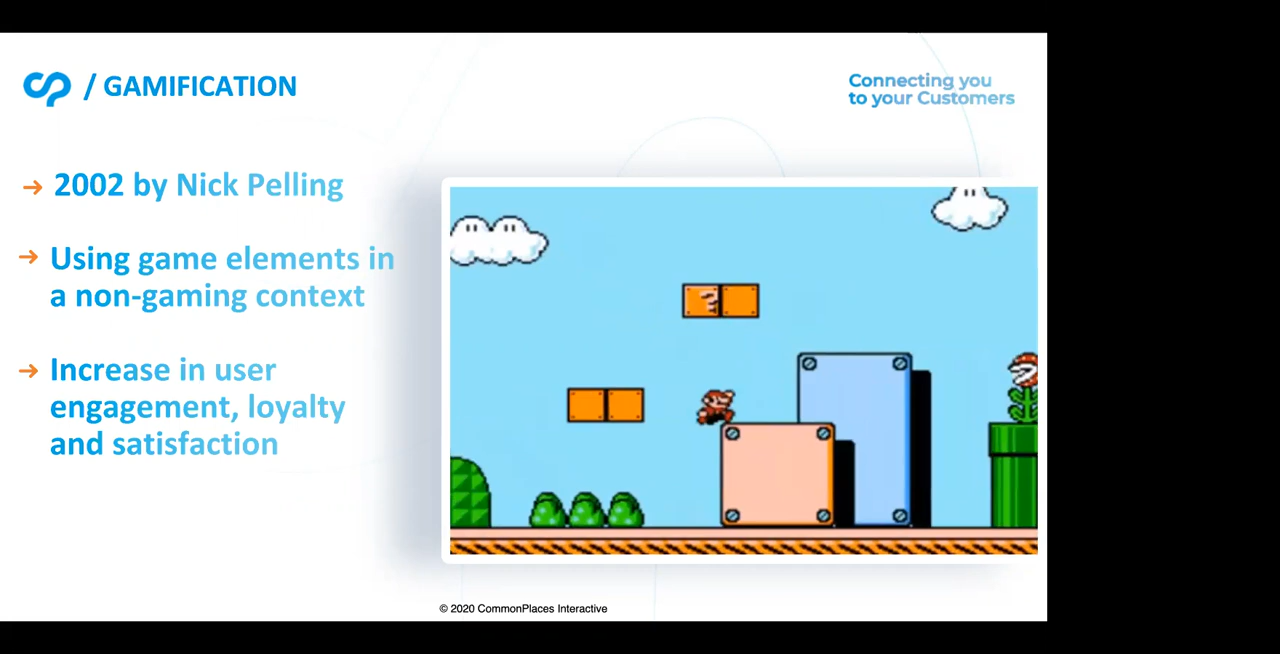 / GAMIFICATION
Connecting you
to your Customers
2002 by Nick Pelling
Using game elements in
a non-gaming context
Increase in user
engagement, loyalty
and satisfaction
?
© 2020 CommonPlaces Interactive